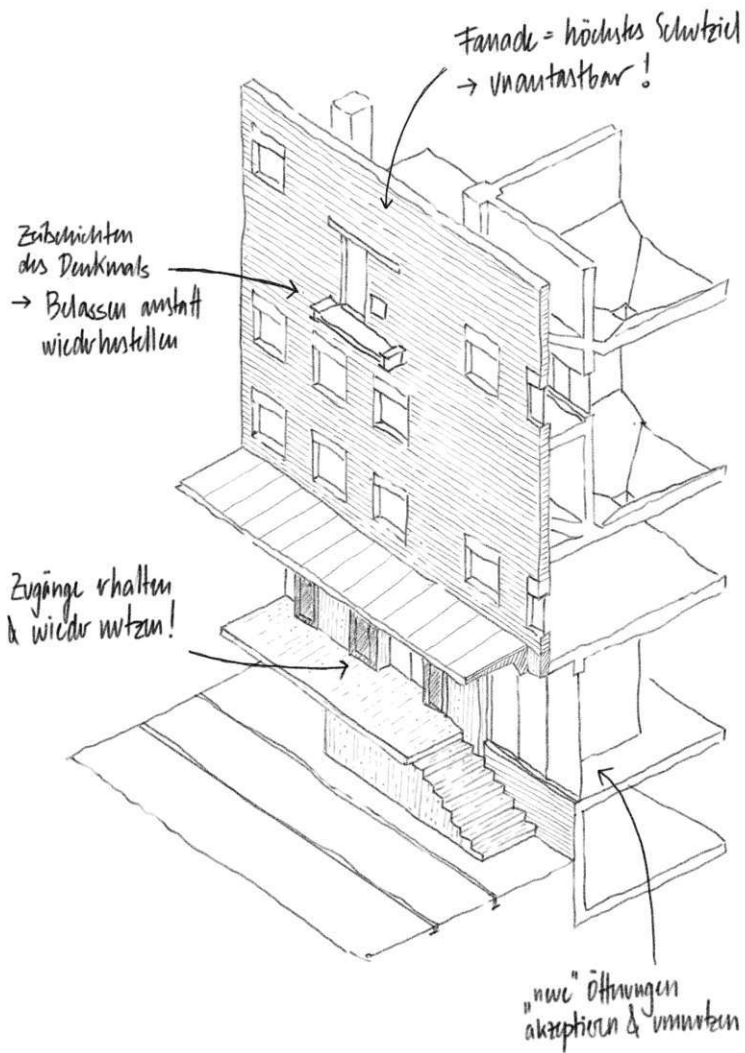 Fassade = höchstes Schutzziel
→ unantastbar !
Zeitschichten
des Denkmals
→ Belassen anstatt
wiederherstellen
Zugänge erhalten
& wieder nutzen!
"neue" Öffnungen
akzeptieren & umnutzen